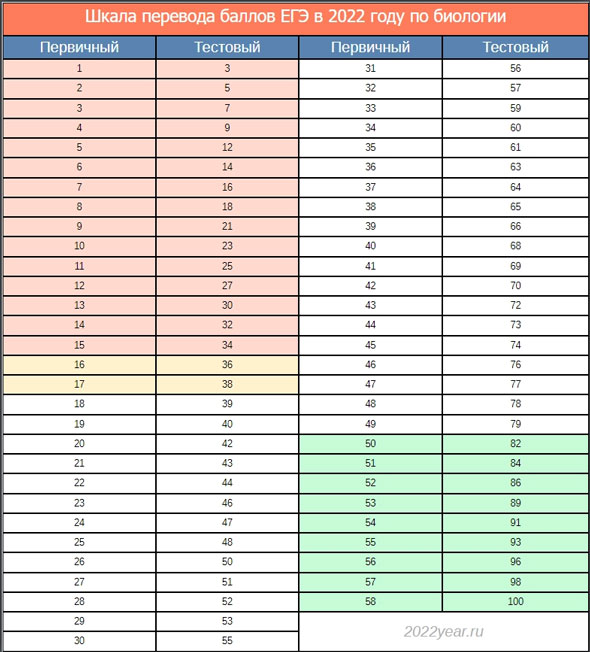 Шкала перевода баллов ЕГЭ в 2022 году по биологии
Первичный Тестовый Первичный Тестовый
1 3 31 56
2 5 32 57
3 7 33 59
4 9 34 60
5 12 35 61
6 14 36 63
7 16 37 64
8 18 38 65
9 21 39 66
10 23 40 68
11 25 41 69
12 27 42 70
13 30 43 72
14 32 44 73
15 34 45 74
16 36 46 76
17 38 47 77
18 39 48 78
19 40 49 79
20 42 50 82
21 43 51 84
22 44 52 86
23 46 53 89
24 47 54 91
25 48 55 93
26 50 56 96
27 51 57 98
28 52 58 100
29 53
30 55
2022year.ru